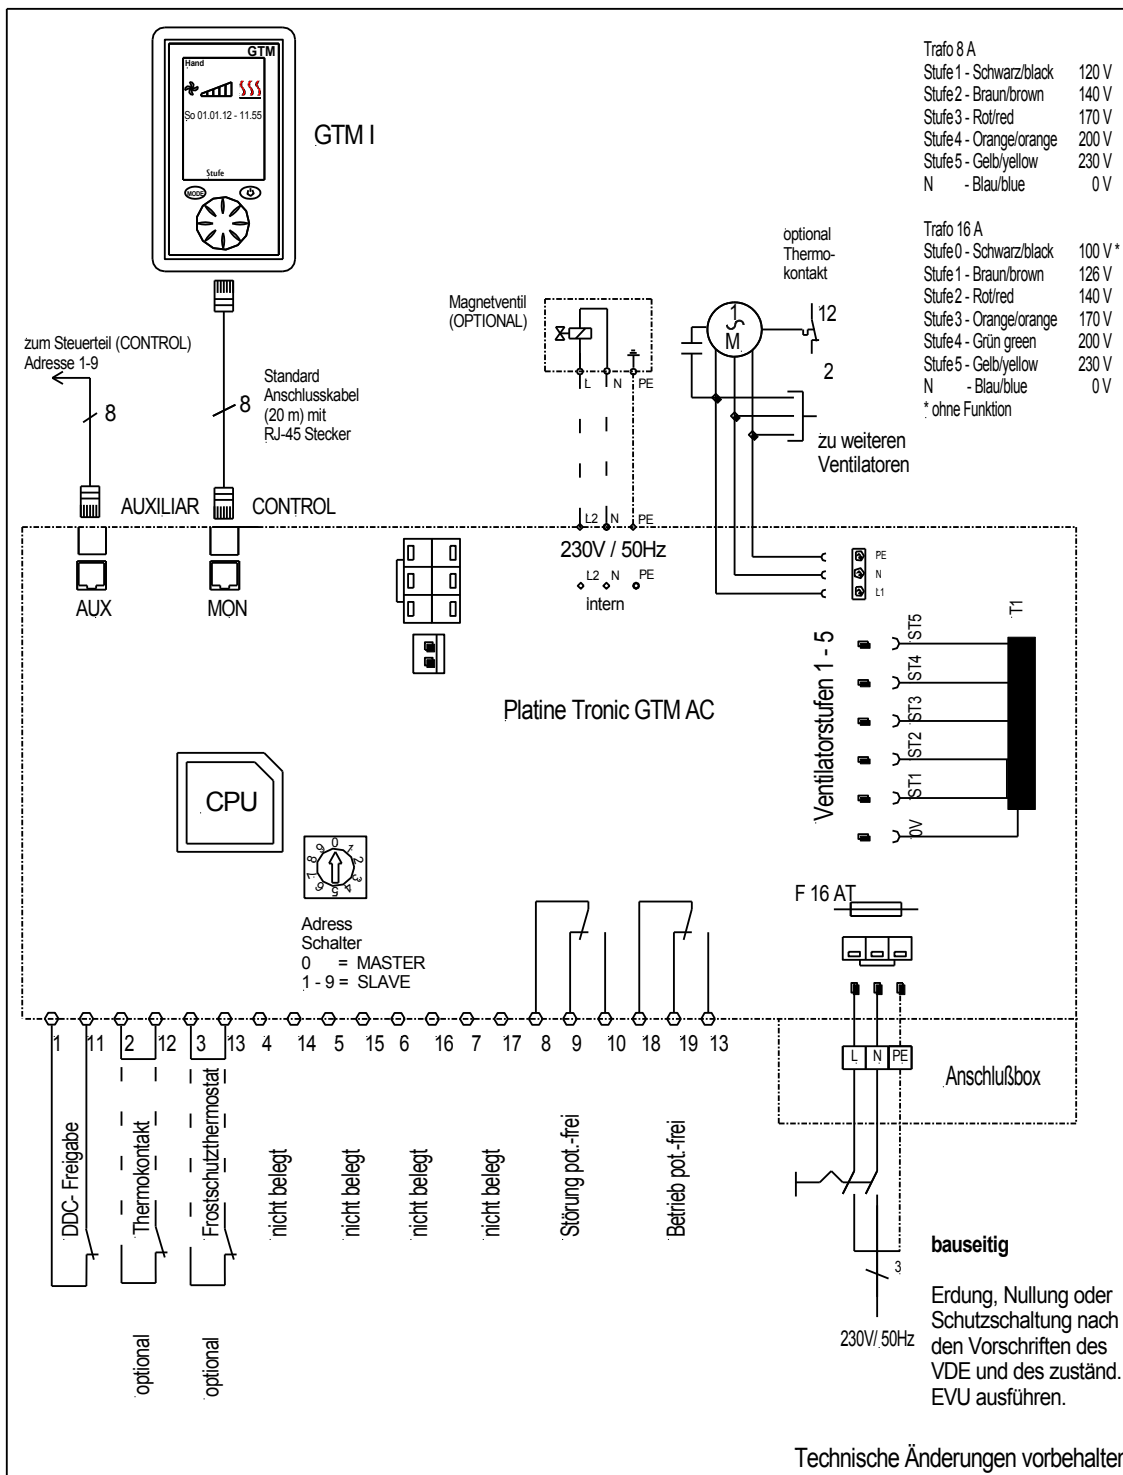 GTM
Hand
So 01.01.12 - 11.55
Stufe
MODE
GTM I
Trafo 8 A
Stufe 1 - Schwarz/black 120 V
Stufe 2 - Braun/brown 140 V
Stufe 3 - Rot/red 170 V
Stufe 4 - Orange/orange 200 V
Stufe 5 - Gelb/yellow 230 V
N - Blau/blue 0 V
Trafo 16 A
Stufe 0 - Schwarz/black 100 V *
Stufe 1 - Braun/brown 126 V
Stufe 2 - Rot/red 140 V
Stufe 3 - Orange/orange 170 V
Stufe 4 - Grün green 200 V
Stufe 5 - Gelb/yellow 230 V
N - Blau/blue 0 V
* ohne Funktion
optional
Thermo-
kontakt
12
2
1
M
Magnetventil
(OPTIONAL)
L N PE
zum Steuerteil (CONTROL)
Adresse 1-9
8
8
Standard
Anschlusskabel
(20 m) mit
RJ-45 Stecker
zu weiteren
Ventilatoren
AUXILIAR
CONTROL
L2 N PE
230V / 50Hz
L2 N PE
intern
AUX
MON
PE
N
L1
T1
Ventilatorstufen 1 - 5
ST5
ST4
ST3
ST2
ST1
0V
Platine Tronic GTM AC
CPU
0 1 2 3 4 5 6 7 8 9
Adress
Schalter
0 = MASTER
1 - 9 = SLAVE
F 16 AT
1 11 2 12 3 13 4 14 5 15 6 16 7 17 8 9 10 18 19 13
L N PE
Anschlußbox
DDC- Freigabe
Thermokontakt
Frostschutzthermostat
nicht belegt
nicht belegt
nicht belegt
nicht belegt
Störung pot.-frei
Betrieb pot.-frei
optional
optional
3
230V/ 50Hz
bauseitig
Erdung, Nullung oder
Schutzschaltung nach
den Vorschriften des
VDE und des zuständ.
EVU ausführen.
Technische Änderungen vorbehalten